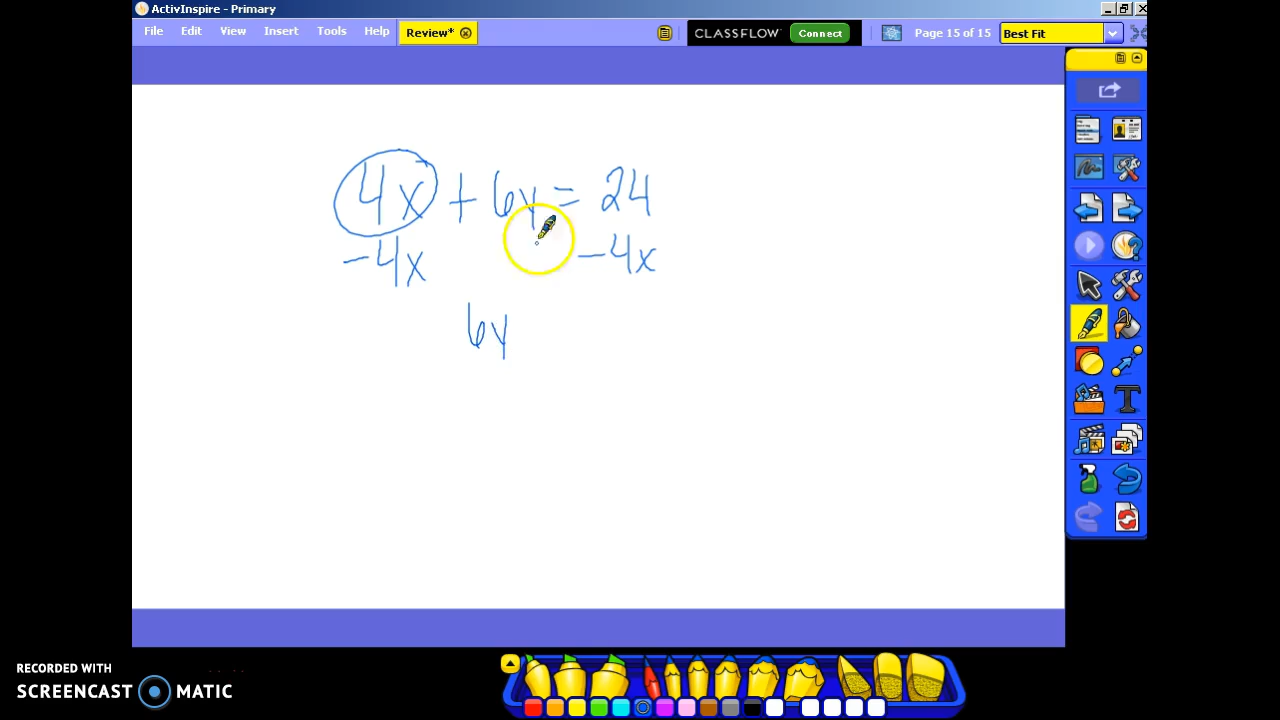 ActivInspire - Primary
File Edit View Insert Tools Help Review* CLASSFLOW Connect Page 15 of 15 Best Fit
4x + 6y = 24
-4x -4x
6y
RECORDED WITH
SCREENCAST MATIC